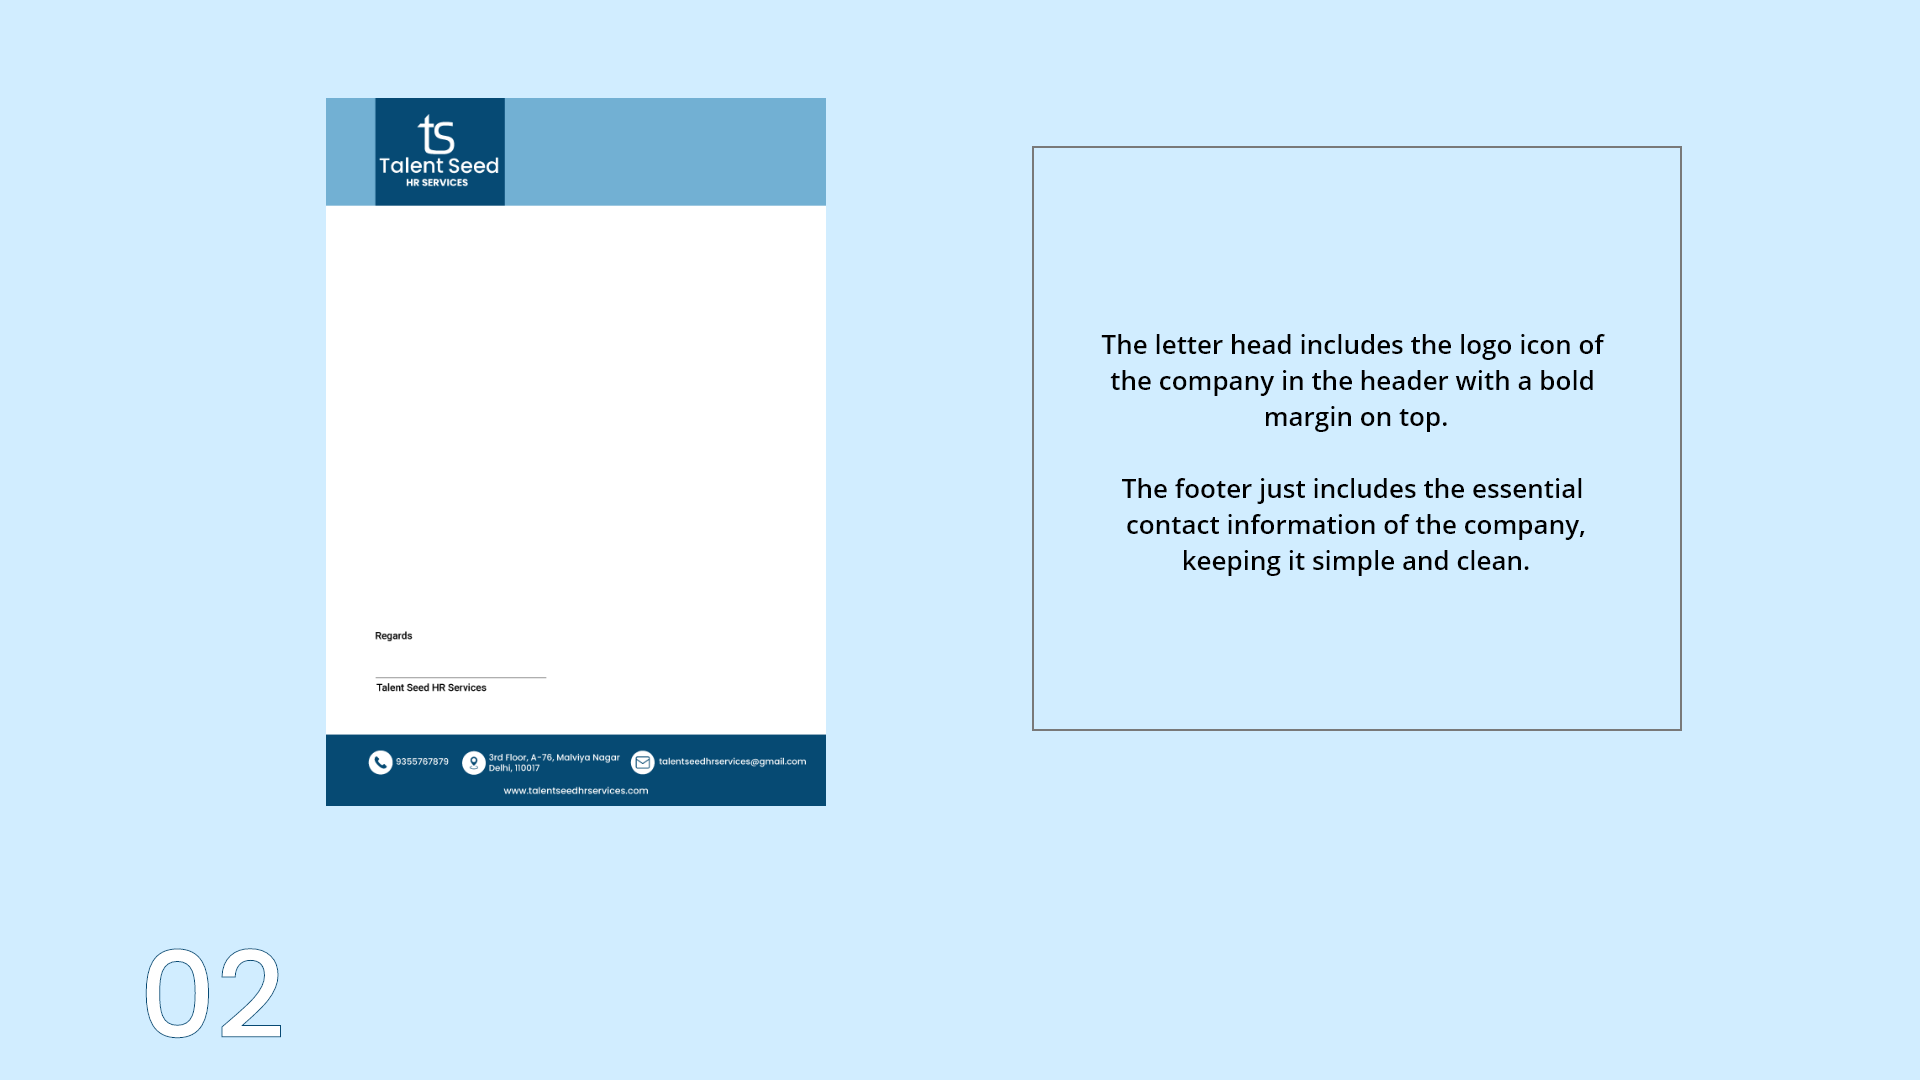 ts
Talent Seed
HR SERVICES
Regards
Talent Seed HR Services
9355767879
3rd Floor, A-76, Malviya Nagar
Delhi, 110017
talentseedhrservices@gmail.com
www.talentseedhrservices.com
The letter head includes the logo icon of
the company in the header with a bold
margin on top.
The footer just includes the essential
contact information of the company,
keeping it simple and clean.
02